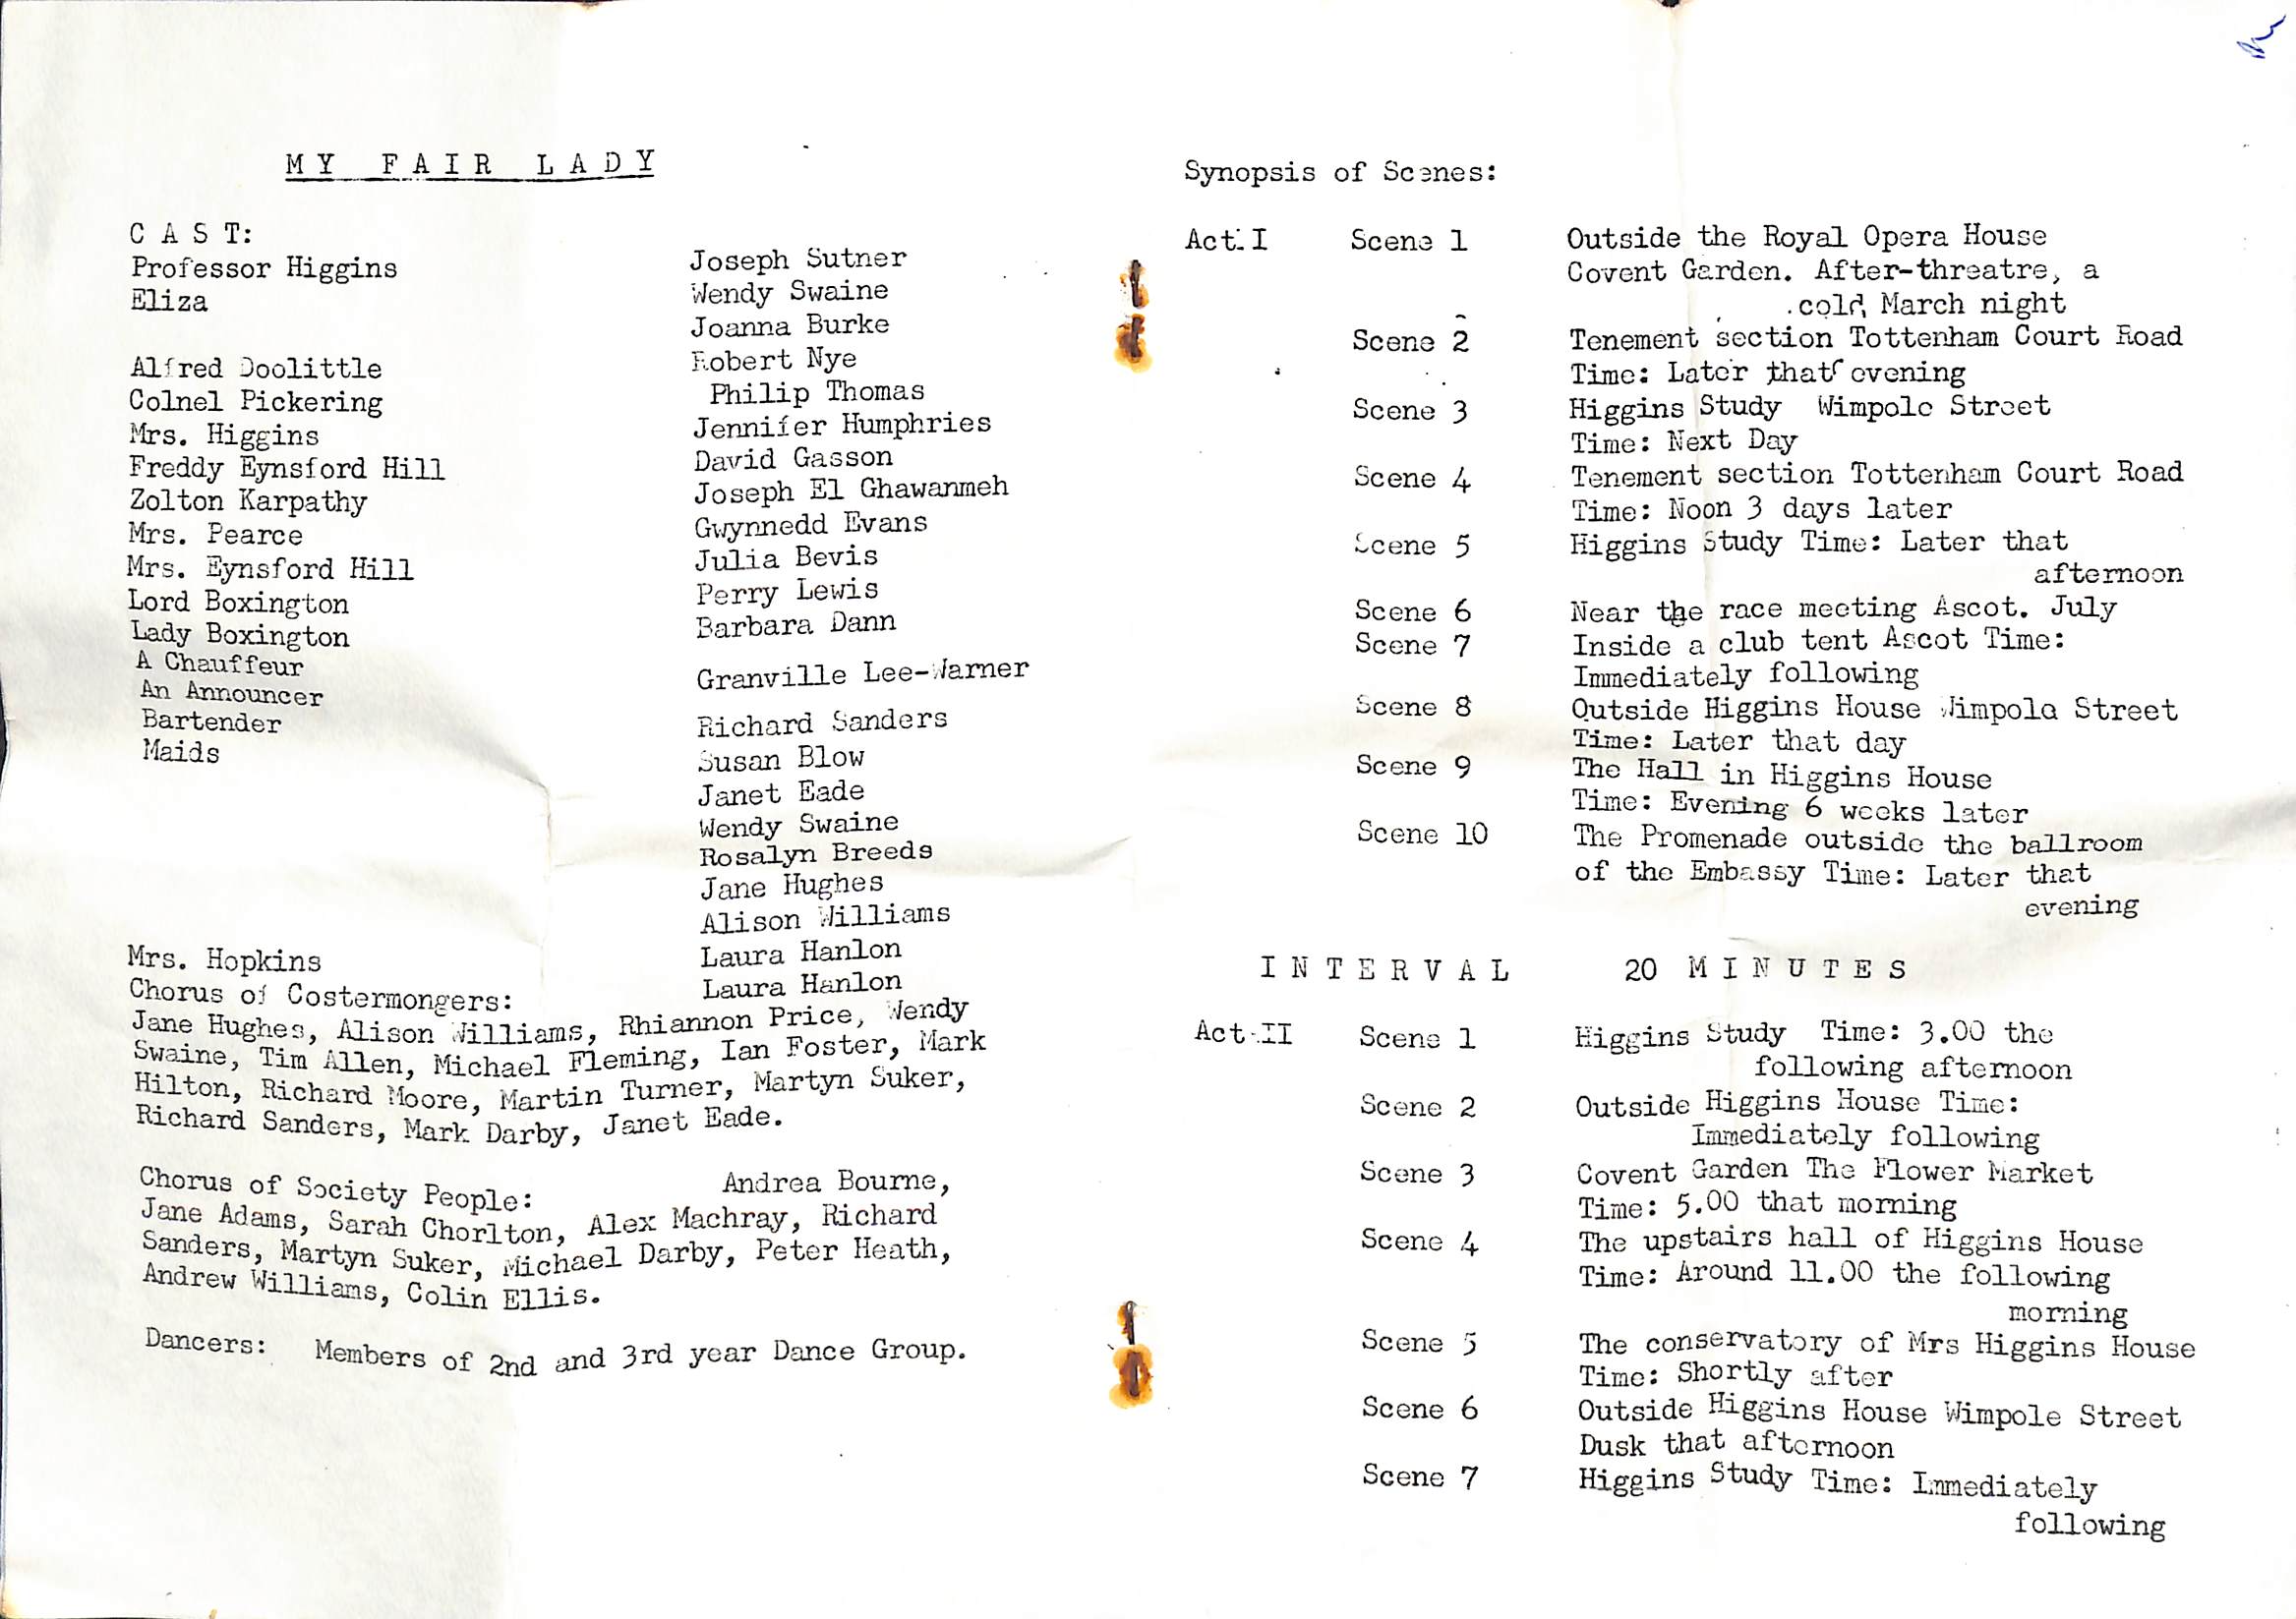 MY FAIR LADY
CAST:
Professor Higgins Joseph Sutner
Eliza Wendy Swaine
Joanna Burke
Alfred Doolittle Robert Nye
Colnel Pickering Philip Thomas
Mrs. Higgins Jennifer Humphries
Freddy Eynsford Hill David Gasson
Zolton Karpathy Joseph El Ghawanmeh
Mrs. Pearce Gwynnedd Evans
Mrs. Eynsford Hill Julia Bevis
Lord Boxington Perry Lewis
Lady Boxington Barbara Dann
A Chauffeur Granville Lee-Warner
An Announcer
Bartender Richard Sanders
Maids Susan Blow
Janet Eade
Wendy Swaine
Rosalyn Breeds
Jane Hughes
Alison Williams
Laura Hanlon
Mrs. Hopkins Laura Hanlon
Chorus of Costermongers:
Jane Hughes, Alison Williams, Rhiannon Price, Wendy
Swaine, Tim Allen, Michael Fleming, Ian Foster, Mark
Hilton, Richard Moore, Martin Turner, Martyn Suker,
Richard Sanders, Mark Darby, Janet Eade.
Chorus of Society People: Andrea Bourne,
Jane Adams, Sarah Chorlton, Alex Machray, Richard
Sanders, Martyn Suker, Michael Darby, Peter Heath,
Andrew Williams, Colin Ellis.
Dancers: Members of 2nd and 3rd year Dance Group.
Synopsis of Scenes:
Act I Scene 1 Outside the Royal Opera House
Covent Garden. After-threatre, a
cold March night
Scene 2 Tenement section Tottenham Court Road
Time: Later that evening
Scene 3 Higgins Study Wimpole Street
Time: Next Day
Scene 4 Tenement section Tottenham Court Road
Time: Noon 3 days later
Scene 5 Higgins Study Time: Later that
afternoon
Scene 6 Near the race meeting Ascot. July
Scene 7 Inside a club tent Ascot Time:
Immediately following
Scene 8 Outside Higgins House Wimpola Street
Time: Later that day
Scene 9 The Hall in Higgins House
Time: Evening 6 weeks later
Scene 10 The Promenade outside the ballroom
of the Embassy Time: Later that
evening
INTERVAL 20 MINUTES
Act II Scene 1 Higgins Study Time: 3.00 the
following afternoon
Scene 2 Outside Higgins House Time:
Immediately following
Scene 3 Covent Garden The Flower Market
Time: 5.00 that morning
Scene 4 The upstairs hall of Higgins House
Time: Around 11.00 the following
morning
Scene 5 The conservatory of Mrs Higgins House
Time: Shortly after
Scene 6 Outside Higgins House Wimpole Street
Dusk that afternoon
Scene 7 Higgins Study Time: Immediately
following